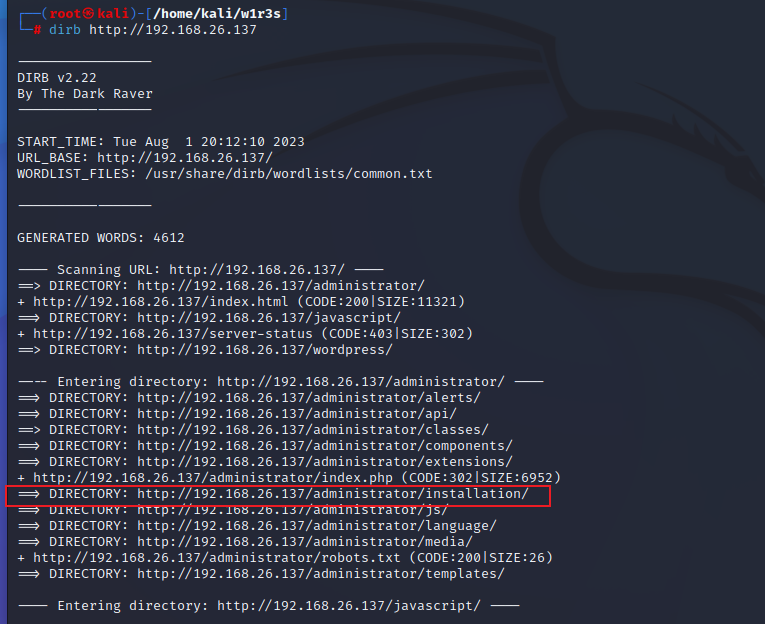 ┌──(root㉿kali)-[/home/kali/w1r3s]
└─# dirb http://192.168.26.137
-----------------
DIRB v2.22
By The Dark Raver
-----------------
START_TIME: Tue Aug  1 20:12:10 2023
URL_BASE: http://192.168.26.137/
WORDLIST_FILES: /usr/share/dirb/wordlists/common.txt
-----------------
GENERATED WORDS: 4612
---- Scanning URL: http://192.168.26.137/ ----
==> DIRECTORY: http://192.168.26.137/administrator/
+ http://192.168.26.137/index.html (CODE:200|SIZE:11321)
==> DIRECTORY: http://192.168.26.137/javascript/
+ http://192.168.26.137/server-status (CODE:403|SIZE:302)
==> DIRECTORY: http://192.168.26.137/wordpress/
---- Entering directory: http://192.168.26.137/administrator/ ----
==> DIRECTORY: http://192.168.26.137/administrator/alerts/
==> DIRECTORY: http://192.168.26.137/administrator/api/
==> DIRECTORY: http://192.168.26.137/administrator/classes/
==> DIRECTORY: http://192.168.26.137/administrator/components/
==> DIRECTORY: http://192.168.26.137/administrator/extensions/
+ http://192.168.26.137/administrator/index.php (CODE:302|SIZE:6952)
==> DIRECTORY: http://192.168.26.137/administrator/installation/
==> DIRECTORY: http://192.168.26.137/administrator/js/
==> DIRECTORY: http://192.168.26.137/administrator/language/
==> DIRECTORY: http://192.168.26.137/administrator/media/
+ http://192.168.26.137/administrator/robots.txt (CODE:200|SIZE:26)
==> DIRECTORY: http://192.168.26.137/administrator/templates/
---- Entering directory: http://192.168.26.137/javascript/ ----